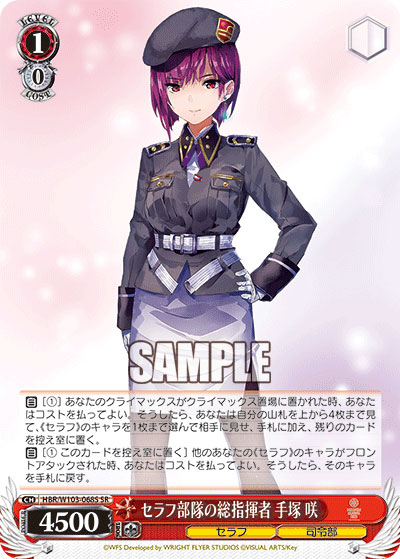 LEVEL
1
0
COST
SAMPLE
自[①] あなたのクライマックスがクライマックス置場に置かれた時、あなた
はコストを払ってよい。そうしたら、あなたは自分の山札を上から4枚まで見
て、《セラフ》のキャラを1枚まで選んで相手に見せ、手札に加え、残りのカード
を控え室に置く。
自[① このカードを控え室に置く] 他のあなたの《セラフ》のキャラがフロント
アタックされた時、あなたはコストを払ってよい。そうしたら、そのキャラ
を手札に戻す。
CH HBR/W103-068S SR
セラフ部隊の総指揮者 手塚 咲
4500
セラフ
司令部
©WFS Developed by WRIGHT FLYER STUDIOS ©VISUAL ARTS/Key